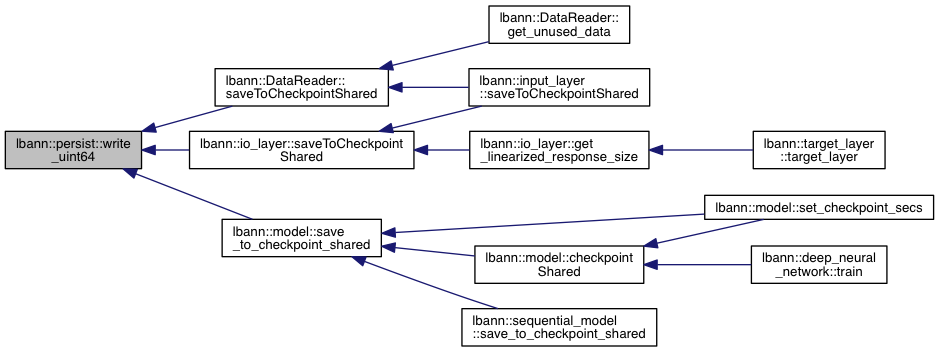 lbann::DataReader::
get_unused_data
lbann::DataReader::
saveToCheckpointShared
lbann::input_layer
::saveToCheckpointShared
lbann::persist::write
_uint64
lbann::io_layer::saveToCheckpoint
Shared
lbann::io_layer::get
_linearized_response_size
lbann::target_layer
::target_layer
lbann::model::save
_to_checkpoint_shared
lbann::model::set_checkpoint_secs
lbann::model::checkpoint
Shared
lbann::deep_neural
_network::train
lbann::sequential_model
::save_to_checkpoint_shared